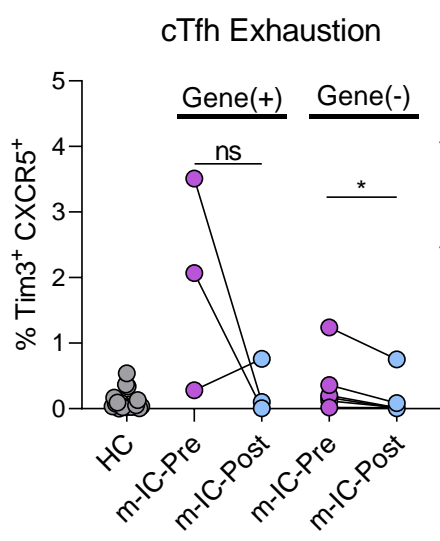 cTfh Exhaustion
Gene(+) Gene(-)
ns
*
% Tim3⁺ CXCR5⁺
5
4
3
2
1
0
HC
m-IC-Pre
m-IC-Post
m-IC-Pre
m-IC-Post